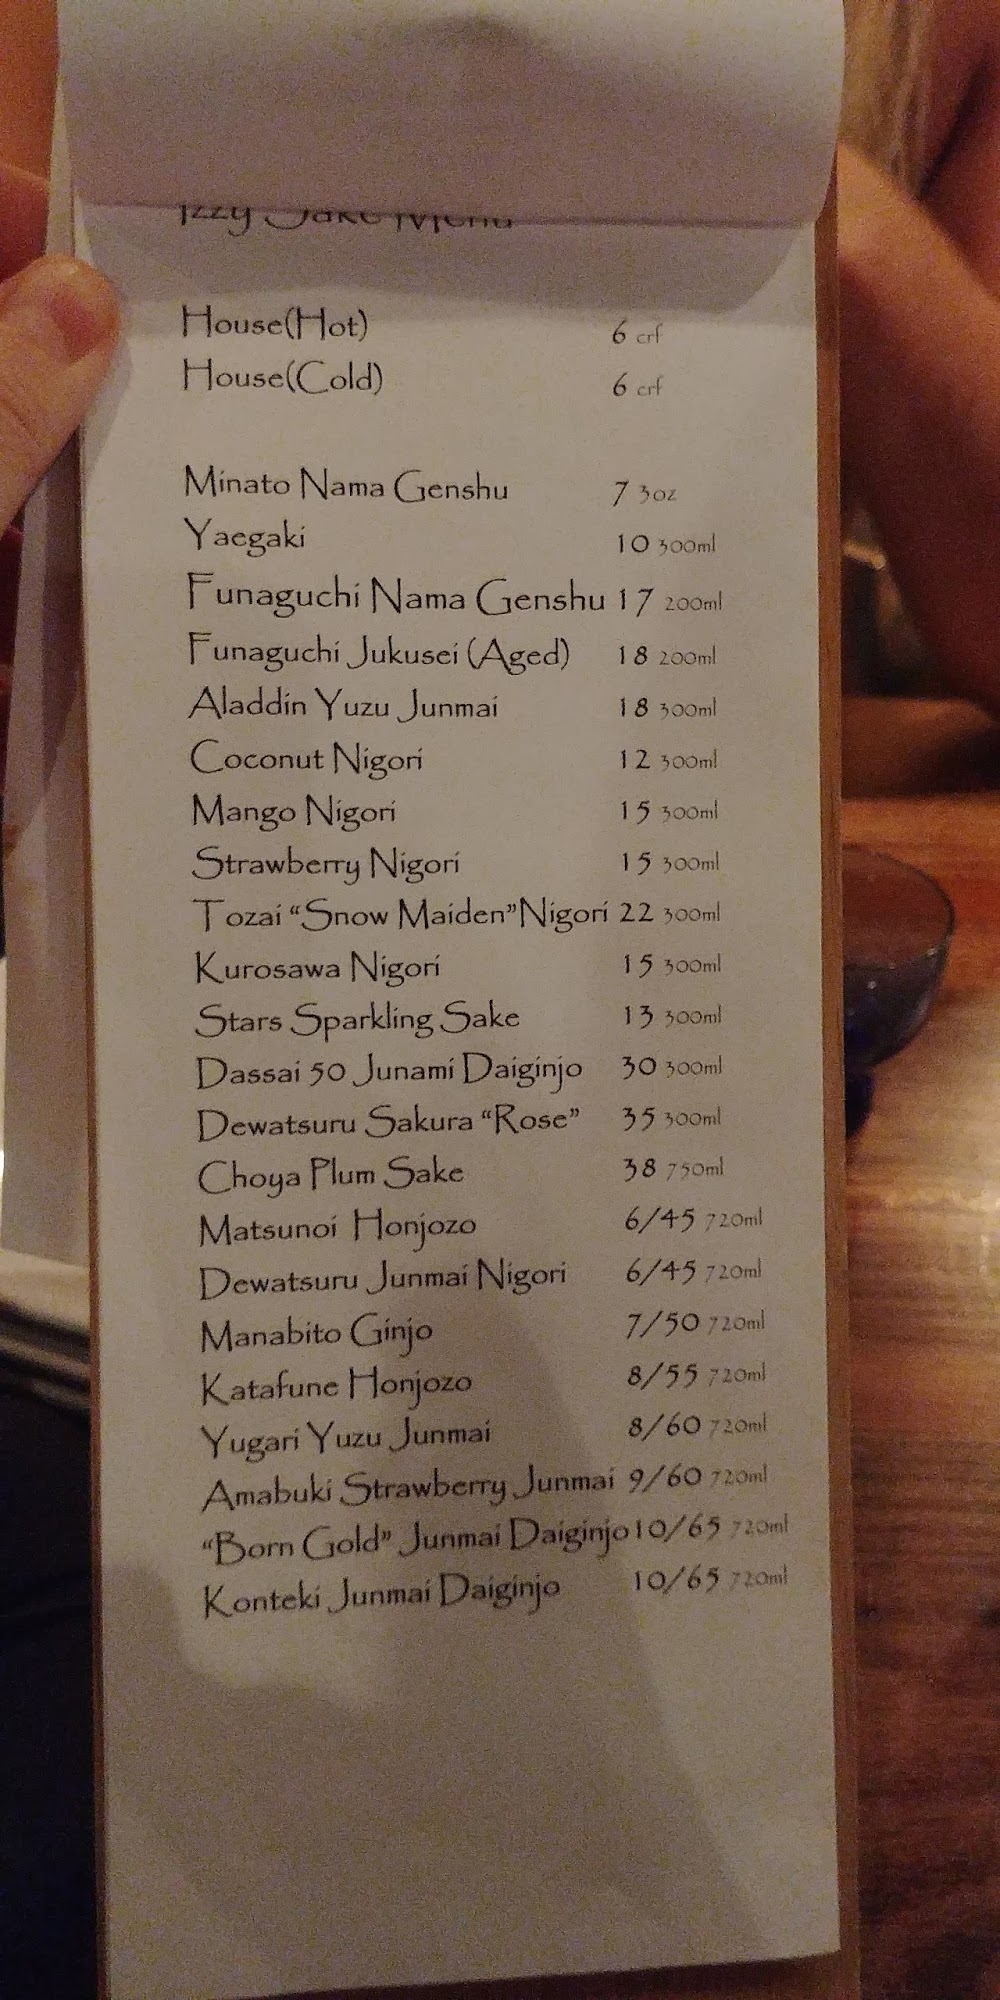 Izzy Sake Menu
House(Hot) 6 crf
House(Cold) 6 crf
Minato Nama Genshu 7 3oz
Yaegaki 10 300ml
Funaguchi Nama Genshu 17 200ml
Funaguchi Jukusei (Aged) 18 200ml
Aladdin Yuzu Junmai 18 300ml
Coconut Nigori 12 300ml
Mango Nigori 15 300ml
Strawberry Nigori 15 300ml
Tozai “Snow Maiden”Nigori 22 300ml
Kurosawa Nigori 15 300ml
Stars Sparkling Sake 13 300ml
Dassai 50 Junami Daiginjo 30 300ml
Dewatsuru Sakura “Rose” 35 300ml
Choya Plum Sake 38 750ml
Matsunoi Honjozo 6/45 720ml
Dewatsuru Junmai Nigori 6/45 720ml
Manabito Ginjo 7/50 720ml
Katafune Honjozo 8/55 720ml
Yugari Yuzu Junmai 8/60 720ml
Amabuki Strawberry Junmai 9/60 720ml
“Born Gold” Junmai Daiginjo 10/65 720ml
Konteki Junmai Daiginjo 10/65 720ml